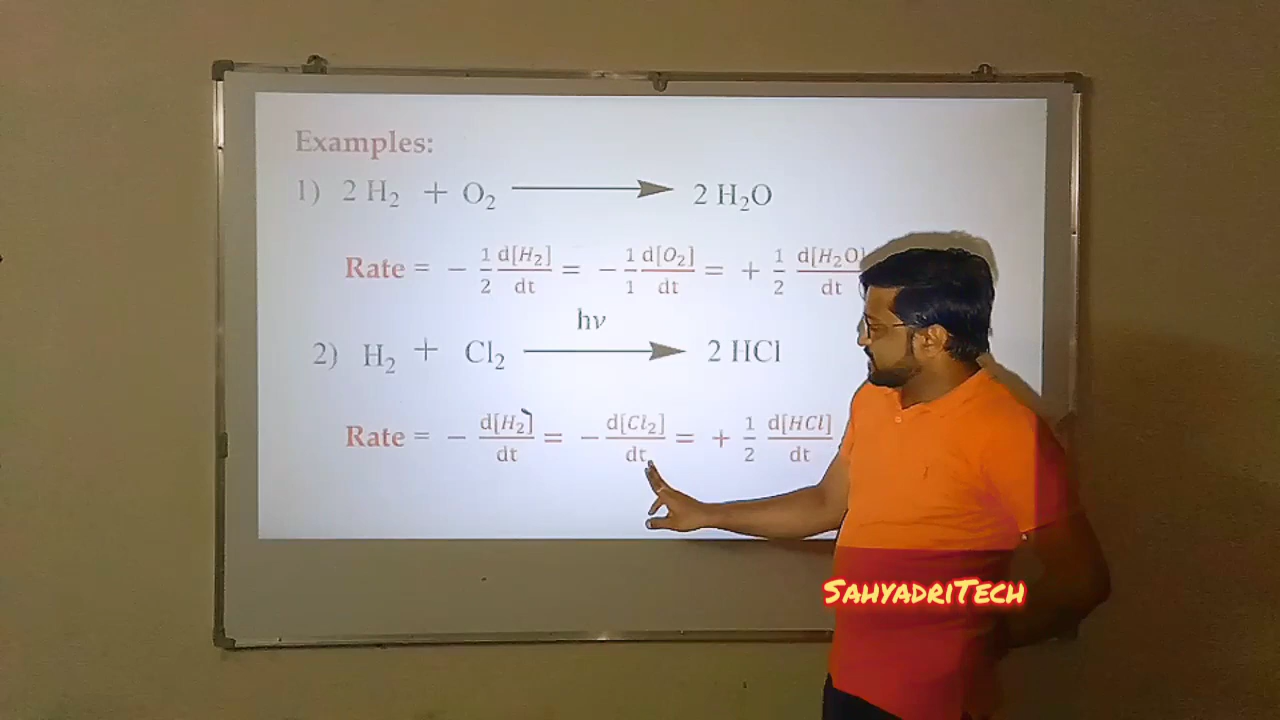 Examples:
1) 2 H₂ + O₂ ⟶ 2 H₂O
Rate = − 1/2 d[H₂]/dt = − 1/1 d[O₂]/dt = + 1/2 d[H₂O]/dt
hν
2) H₂ + Cl₂ ⟶ 2 HCl
Rate = − d[H₂]/dt = − d[Cl₂]/dt = + 1/2 d[HCl]/dt
SAHYADRITECH